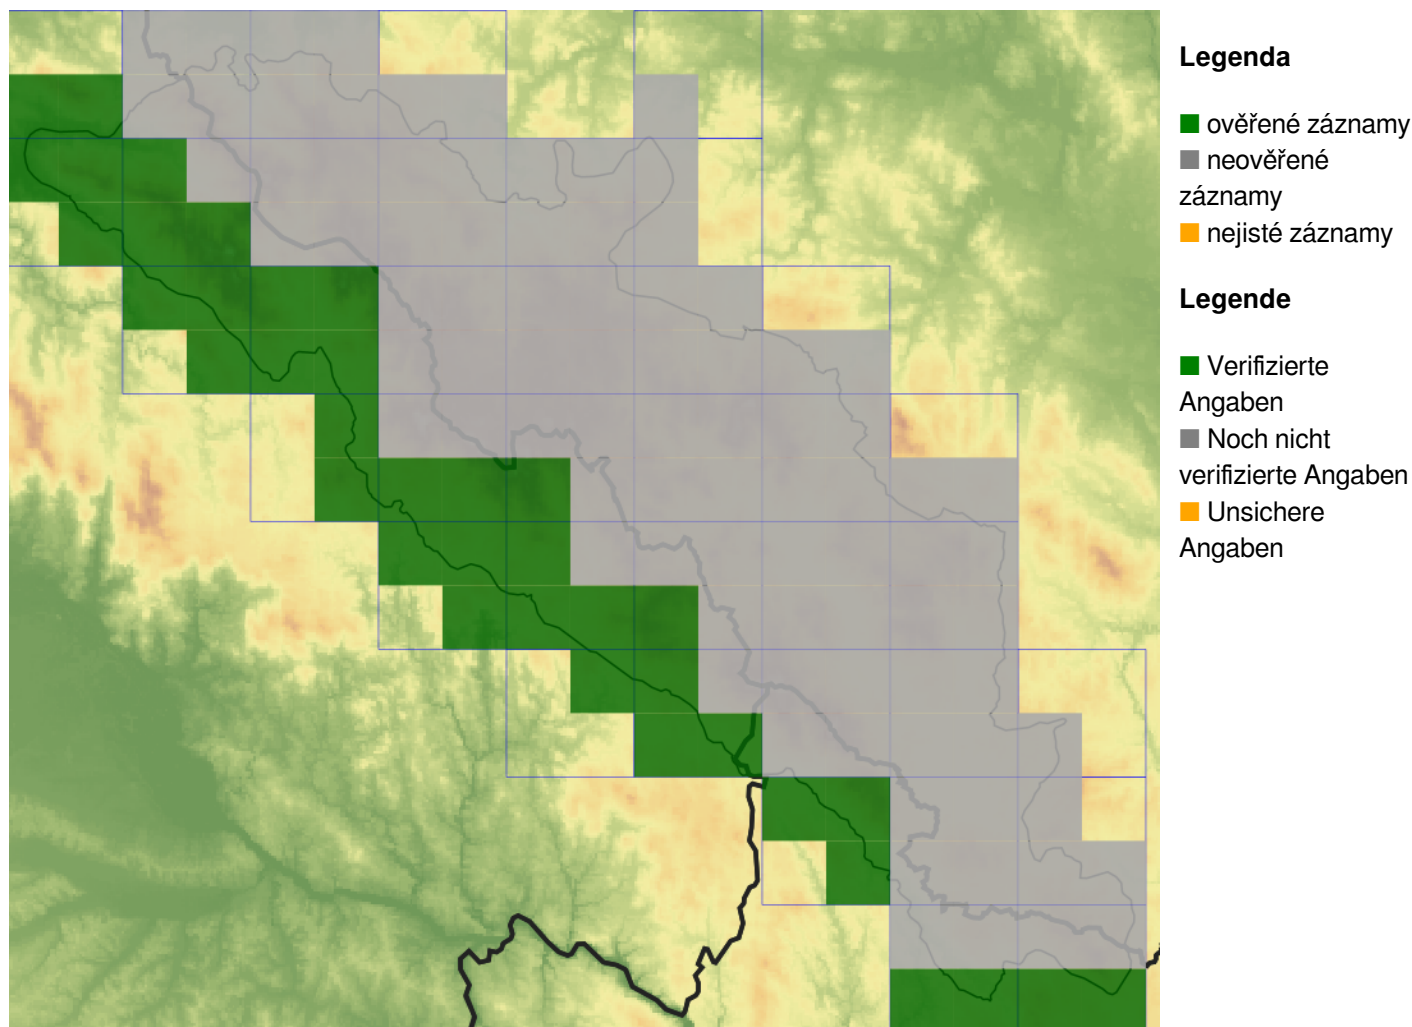 Legenda
ověřené záznamy
neověřené
záznamy
nejisté záznamy
Legende
Verifizierte
Angaben
Noch nicht
verifizierte Angaben
Unsichere
Angaben